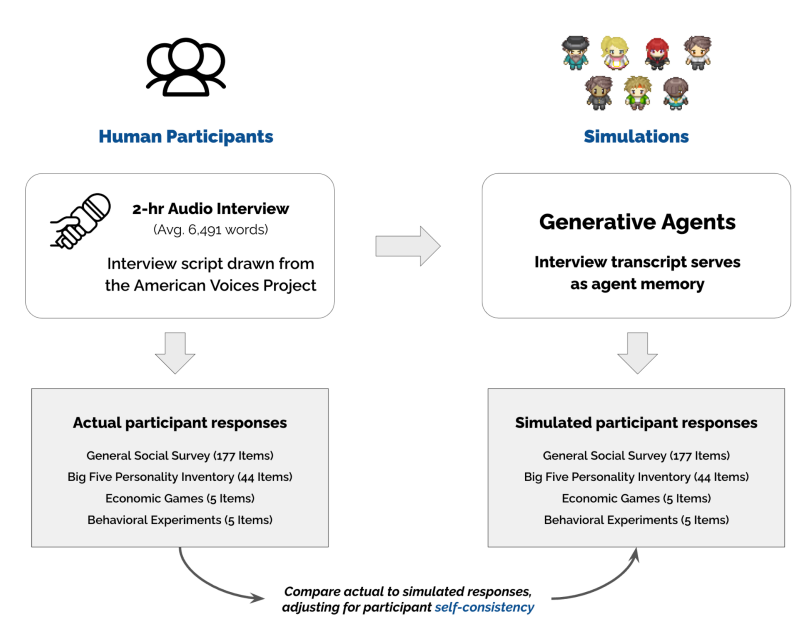 Human Participants
Simulations
2-hr Audio Interview
(Avg. 6,491 words)
Interview script drawn from
the American Voices Project
Generative Agents
Interview transcript serves
as agent memory
Actual participant responses
General Social Survey (177 Items)
Big Five Personality Inventory (44 Items)
Economic Games (5 Items)
Behavioral Experiments (5 Items)
Simulated participant responses
General Social Survey (177 Items)
Big Five Personality Inventory (44 Items)
Economic Games (5 Items)
Behavioral Experiments (5 Items)
Compare actual to simulated responses,
adjusting for participant self-consistency